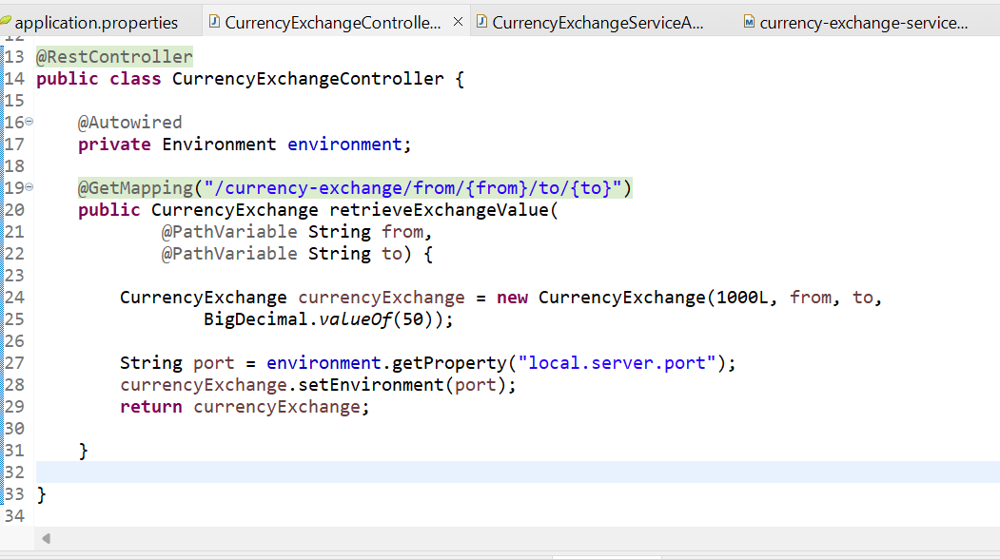 application.properties
CurrencyExchangeControlle...
CurrencyExchangeServiceA...
currency-exchange-service...
12
13 @RestController
14 public class CurrencyExchangeController {
15
16 @Autowired
17 private Environment environment;
18
19 @GetMapping("/currency-exchange/from/{from}/to/{to}")
20 public CurrencyExchange retrieveExchangeValue(
21 @PathVariable String from,
22 @PathVariable String to) {
23
24 CurrencyExchange currencyExchange = new CurrencyExchange(1000L, from, to,
25 BigDecimal.valueOf(50));
26
27 String port = environment.getProperty("local.server.port");
28 currencyExchange.setEnvironment(port);
29 return currencyExchange;
30
31 }
32
33 }
34